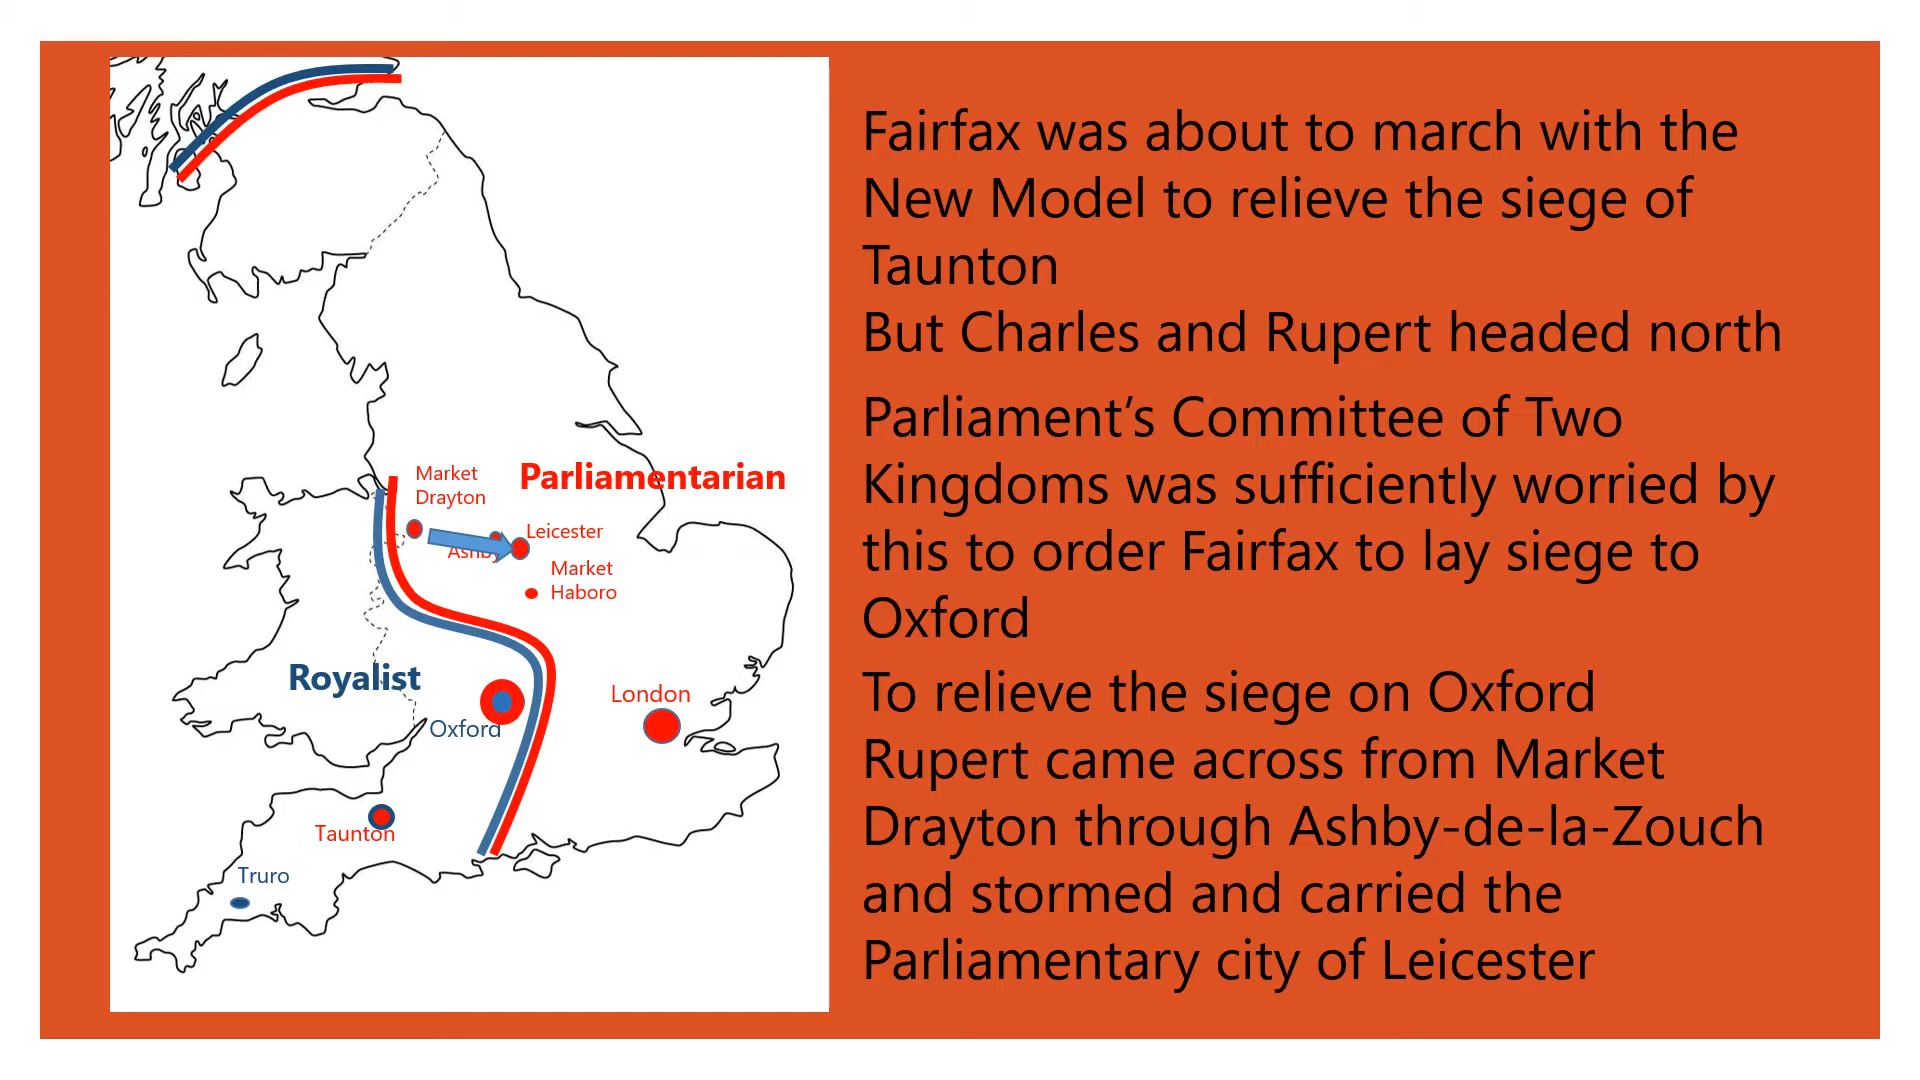 Fairfax was about to march with the
New Model to relieve the siege of
Taunton
But Charles and Rupert headed north
Parliament’s Committee of Two
Kingdoms was sufficiently worried by
this to order Fairfax to lay siege to
Oxford
To relieve the siege on Oxford
Rupert came across from Market
Drayton through Ashby-de-la-Zouch
and stormed and carried the
Parliamentary city of Leicester
Market
Drayton
Parliamentarian
Leicester
Ashby
Market
Haboro
Royalist
London
Oxford
Taunton
Truro